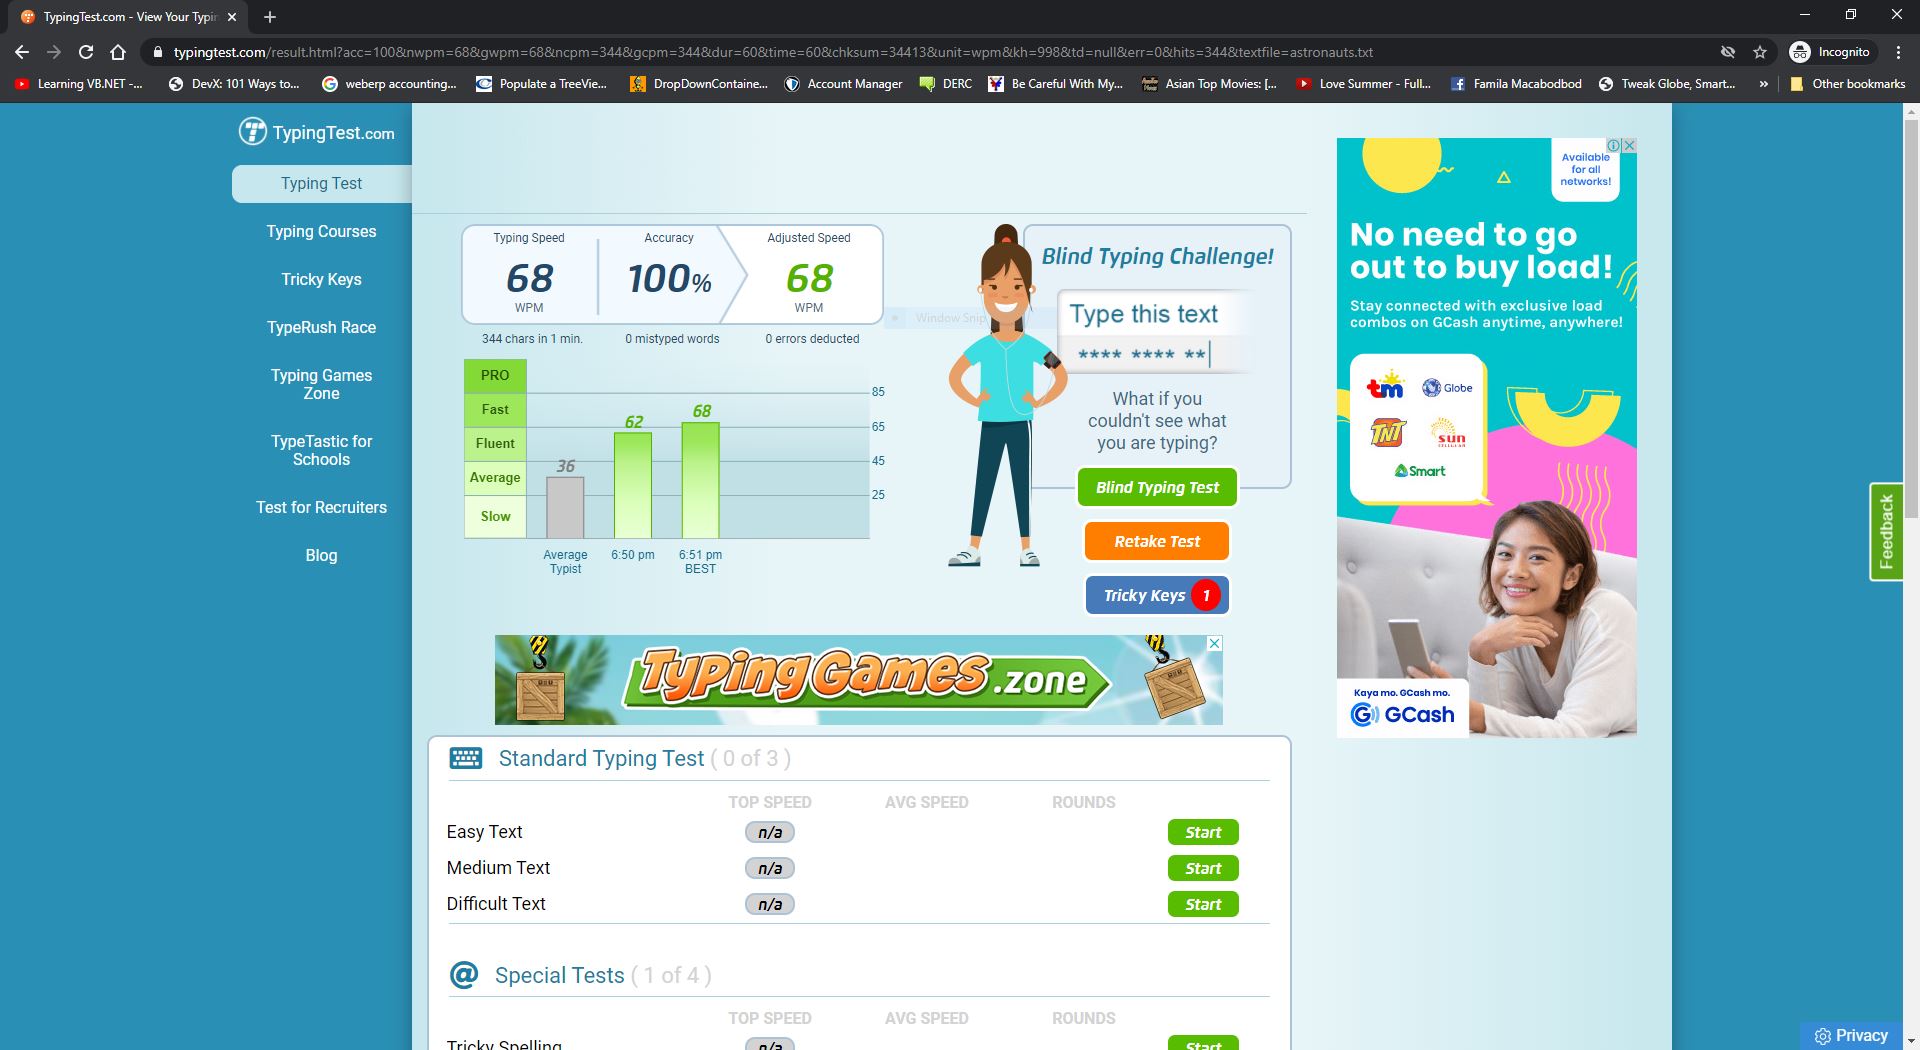 TypingTest.com - View Your Typin
typingtest.com/result.html?acc=100&nwpm=68&gwpm=68&ncpm=344&gcpm=344&dur=60&time=60&chksum=34413&unit=wpm&kh=998&td=null&err=0&hits=344&textfile=astronauts.txt
Incognito
Learning VB.NET -...
DevX: 101 Ways to...
weberp accounting...
Populate a TreeVie...
DropDownContaine...
Account Manager
DERC
Be Careful With My...
Asian Top Movies: [...
Love Summer - Full...
Famila Macabodbod
Tweak Globe, Smart...
»
Other bookmarks
TypingTest.com
Typing Test
Typing Courses
Tricky Keys
TypeRush Race
Typing Games
Zone
TypeTastic for
Schools
Test for Recruiters
Blog
Typing Speed
68
WPM
344 chars in 1 min.
Accuracy
100%
0 mistyped words
Adjusted Speed
68
WPM
0 errors deducted
Window Snip
PRO
Fast
Fluent
Average
Slow
85
65
45
25
36
62
68
Average
Typist
6:50 pm
6:51 pm
BEST
Blind Typing Challenge!
Type this text
**** **** **|
What if you
couldn't see what
you are typing?
Blind Typing Test
Retake Test
Tricky Keys 1
TypingGames.zone
Available
for all
networks!
No need to go
out to buy load!
Stay connected with exclusive load
combos on GCash anytime, anywhere!
tm
Globe
TNT
sun
CELLULAR
Smart
Kaya mo. GCash mo.
GCash
Feedback
Standard Typing Test ( 0 of 3 )
TOP SPEED AVG SPEED ROUNDS
Easy Text n/a Start
Medium Text n/a Start
Difficult Text n/a Start
@ Special Tests ( 1 of 4 )
TOP SPEED AVG SPEED ROUNDS
Tricky Spelling n/a Start
Privacy